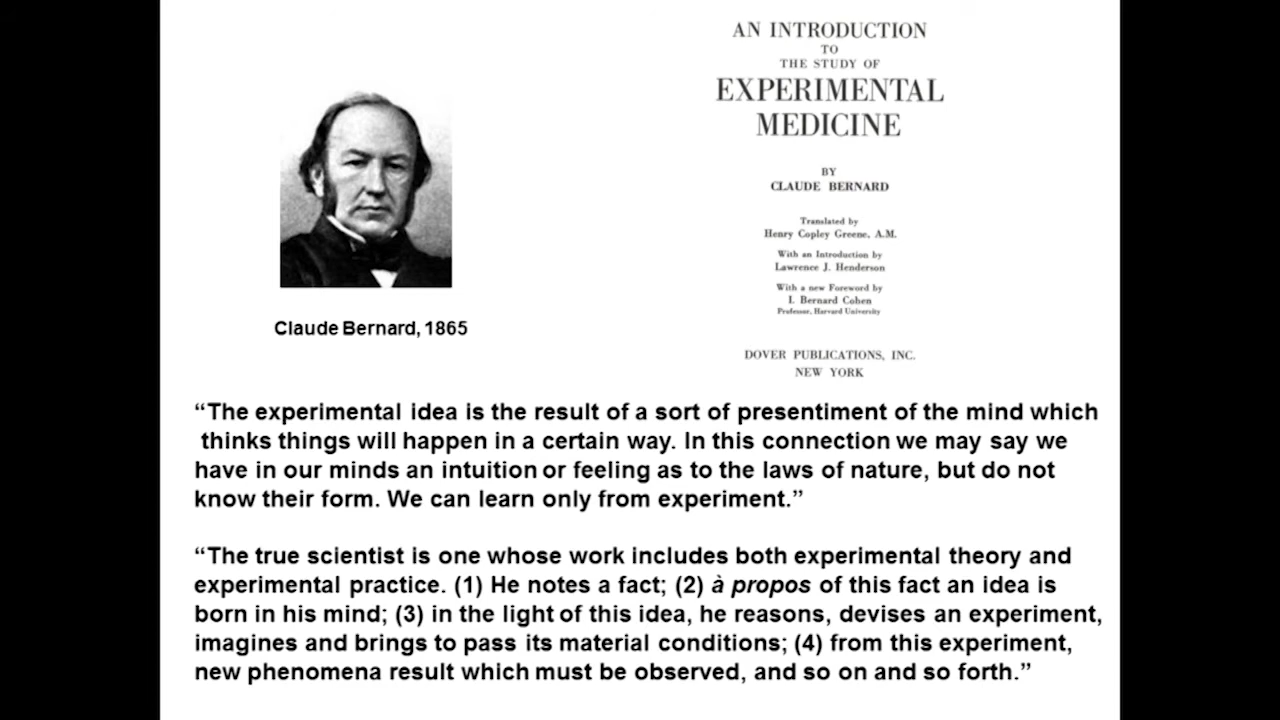 AN INTRODUCTION
TO
THE STUDY OF
EXPERIMENTAL
MEDICINE
BY
CLAUDE BERNARD
Translated by
Henry Copley Greene, A.M.
With an Introduction by
Lawrence J. Henderson
With a new Foreword by
I. Bernard Cohen
Professor, Harvard University
DOVER PUBLICATIONS, INC.
NEW YORK
Claude Bernard, 1865
“The experimental idea is the result of a sort of presentiment of the mind which
thinks things will happen in a certain way. In this connection we may say we
have in our minds an intuition or feeling as to the laws of nature, but do not
know their form. We can learn only from experiment.”
“The true scientist is one whose work includes both experimental theory and
experimental practice. (1) He notes a fact; (2) à propos of this fact an idea is
born in his mind; (3) in the light of this idea, he reasons, devises an experiment,
imagines and brings to pass its material conditions; (4) from this experiment,
new phenomena result which must be observed, and so on and so forth.”